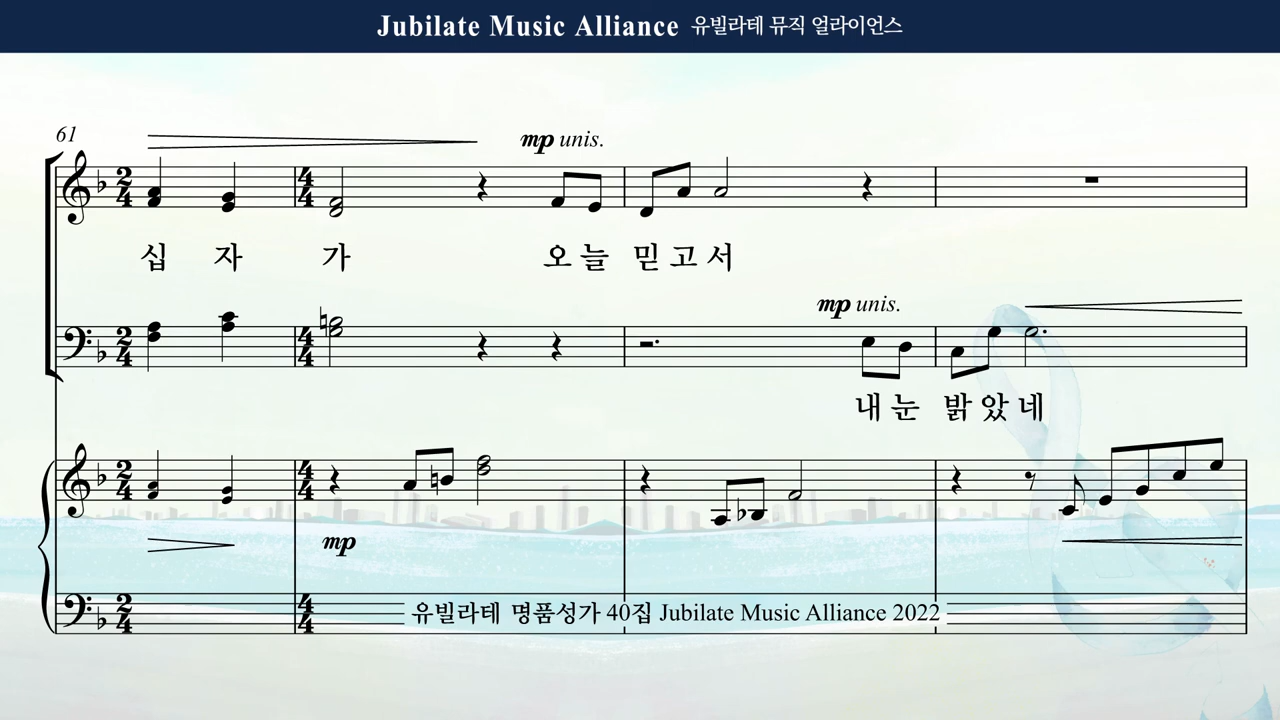 Jubilate Music Alliance 유빌라테 뮤직 얼라이언스
61
mp unis.
십 자 가 오 늘 믿 고 서
mp unis.
내 눈 밝 았 네
mp
유빌라테 명품성가 40집 Jubilate Music Alliance 2022